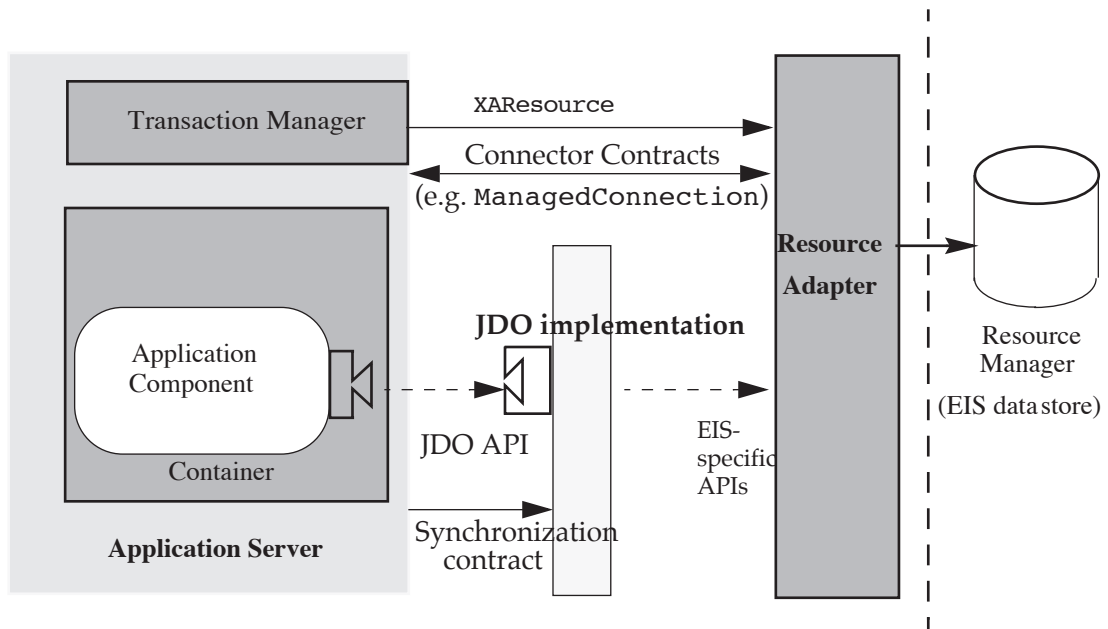 Transaction Manager
XAResource
Connector Contracts
(e.g. ManagedConnection)
Resource
Adapter
JDO implementation
Application
Component
Container
JDO API
EIS-
specific
APIs
Synchronization
contract
Application Server
Resource
Manager
(EIS data store)